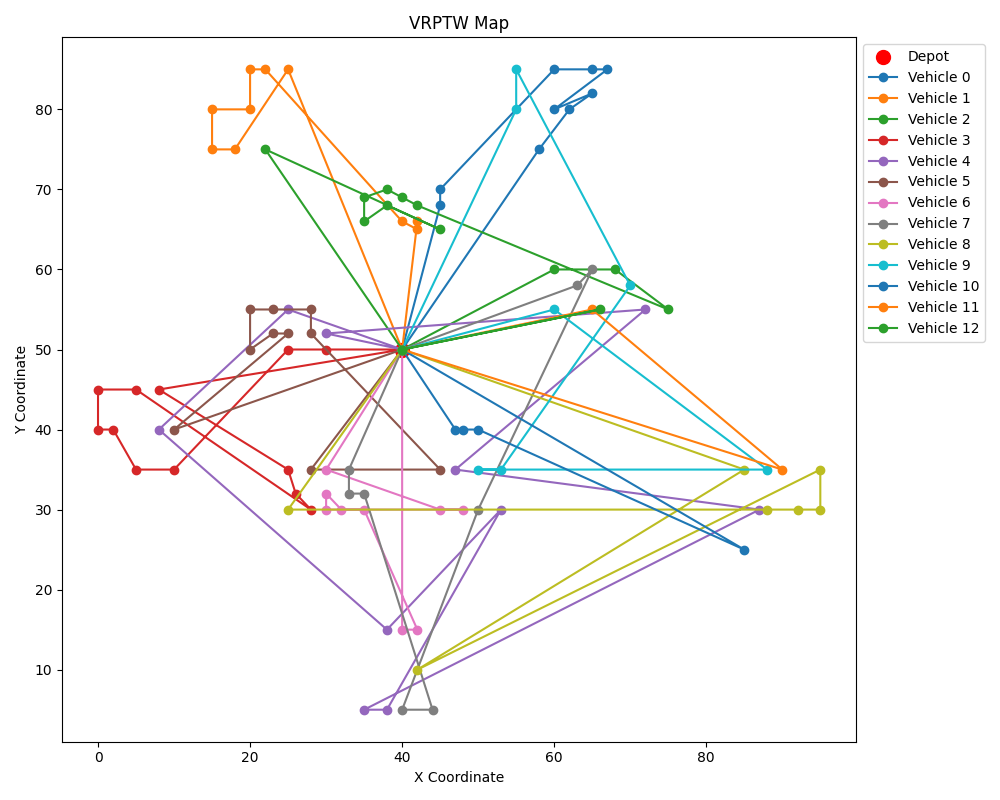 VRPTW Map
Y Coordinate
80
70
60
50
40
30
20
10
0
20
40
60
80
X Coordinate
Depot
Vehicle 0
Vehicle 1
Vehicle 2
Vehicle 3
Vehicle 4
Vehicle 5
Vehicle 6
Vehicle 7
Vehicle 8
Vehicle 9
Vehicle 10
Vehicle 11
Vehicle 12